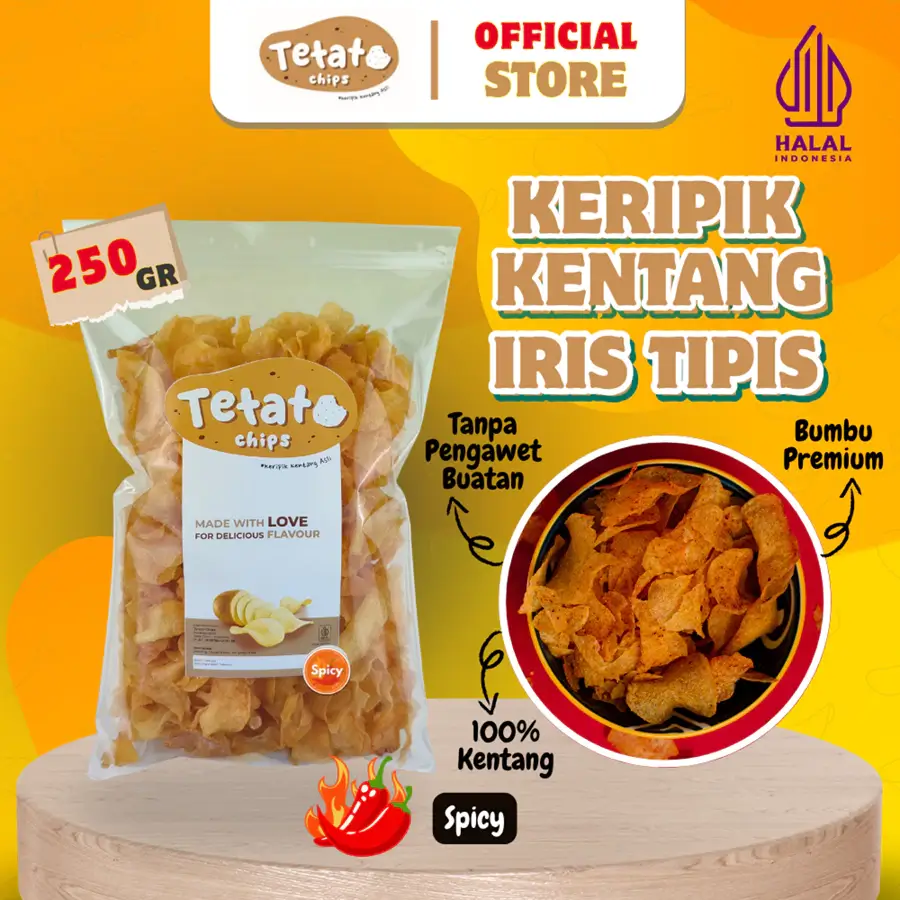 Tetato
chips
#keripik kentang Asli
OFFICIAL
STORE
HALAL
INDONESIA
KERIPIK
KENTANG
IRIS TIPIS
250 GR
Tetato
chips
#keripik kentang Asli
MADE WITH LOVE
FOR DELICIOUS FLAVOUR
Spicy
Tanpa
Pengawet
Buatan
Bumbu
Premium
100%
Kentang
Spicy